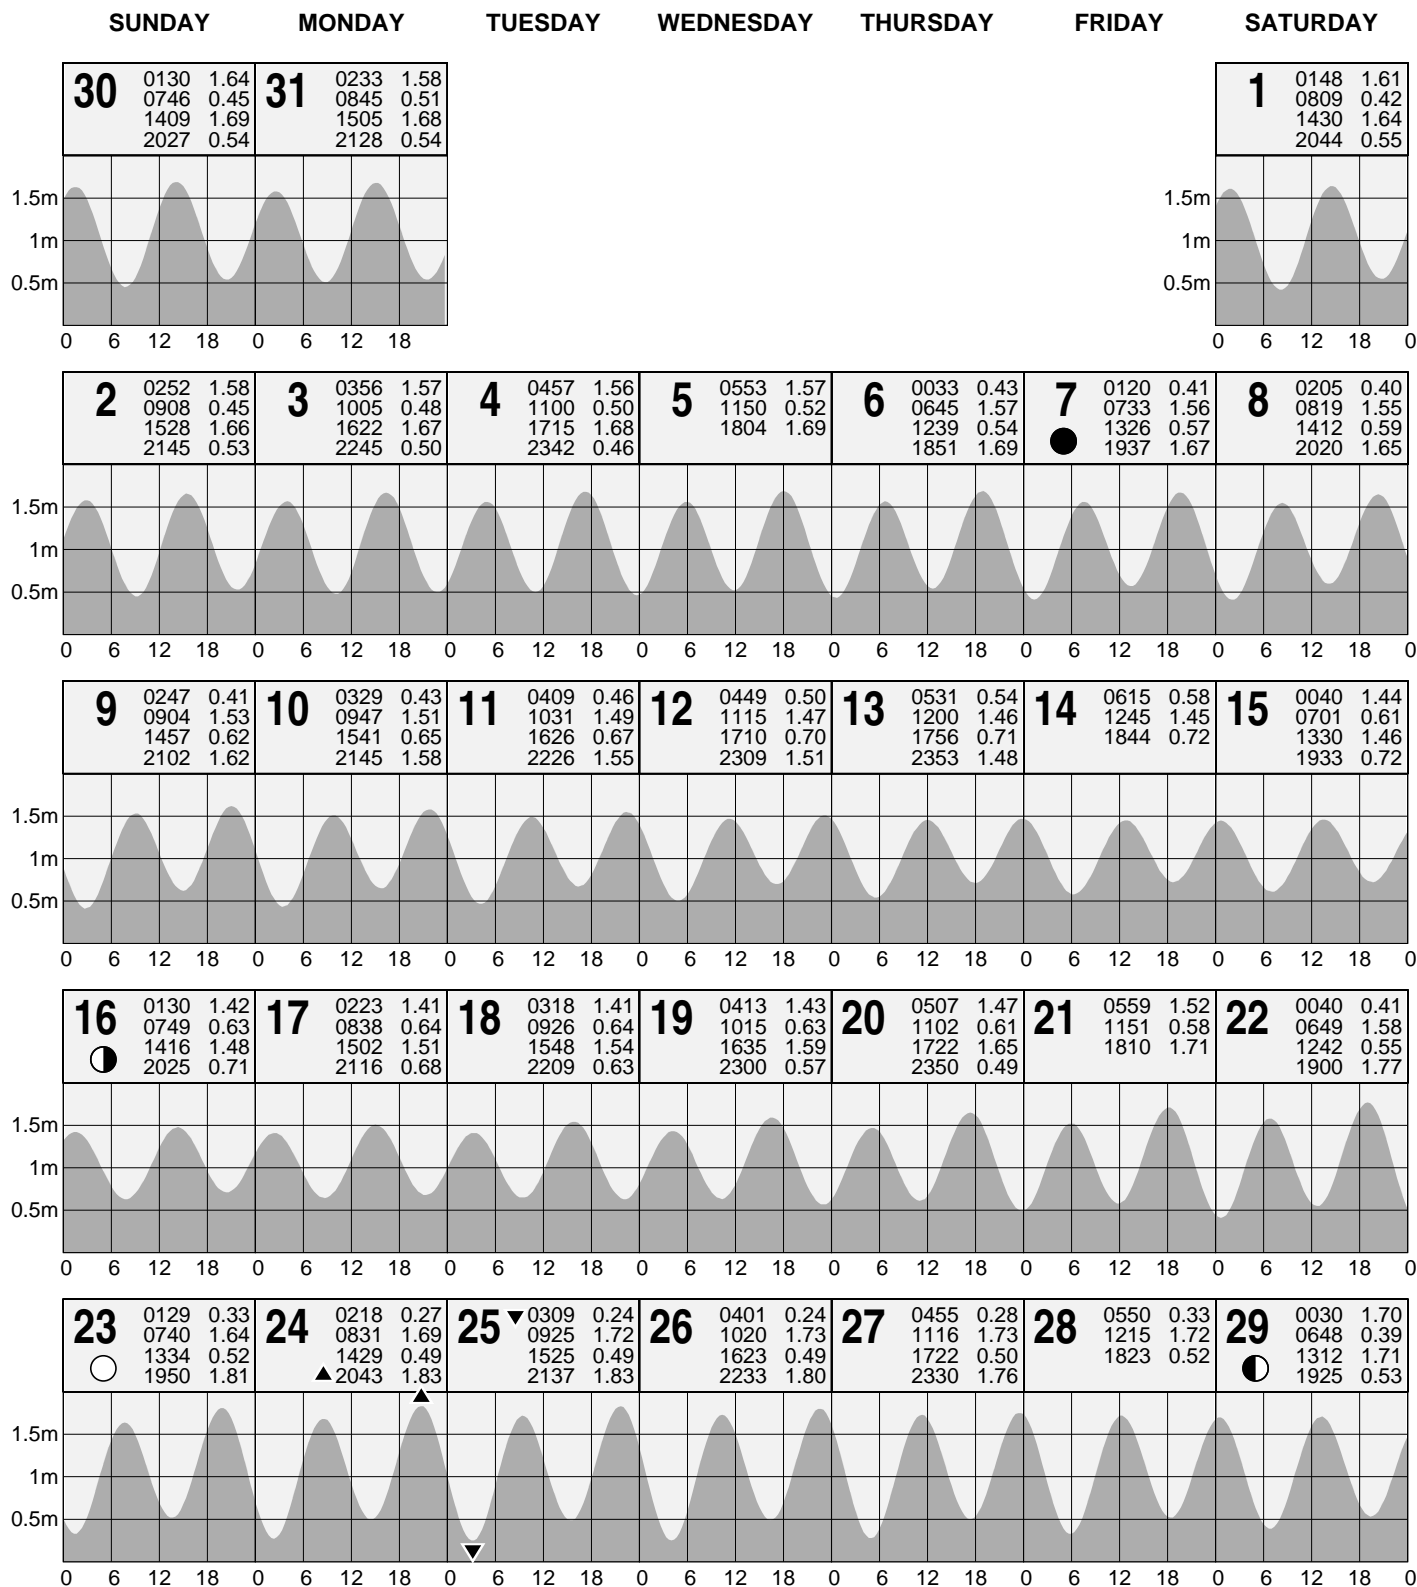 SUNDAY MONDAY TUESDAY WEDNESDAY THURSDAY FRIDAY SATURDAY
30 0130 1.64 31 0233 1.58 1 0148 1.61
0746 0.45 0845 0.51 0809 0.42
1409 1.69 1505 1.68 1430 1.64
2027 0.54 2128 0.54 2044 0.55
1.5m 1.5m
1m 1m
0.5m 0.5m
0 6 12 18 0 6 12 18 0 6 12 18 0
2 0252 1.58 3 0356 1.57 4 0457 1.56 5 0553 1.57 6 0033 0.43 7 0120 0.41 8 0205 0.40
0908 0.45 1005 0.48 1100 0.50 1150 0.52 0645 1.57 0733 1.56 0819 1.55
1528 1.66 1622 1.67 1715 1.68 1804 1.69 1239 0.54 1326 0.57 1412 0.59
2145 0.53 2245 0.50 2342 0.46 1851 1.69 1937 1.67 2020 1.65
1.5m
1m
0.5m
0 6 12 18 0 6 12 18 0 6 12 18 0 6 12 18 0 6 12 18 0 6 12 18 0 6 12 18 0
9 0247 0.41 10 0329 0.43 11 0409 0.46 12 0449 0.50 13 0531 0.54 14 0615 0.58 15 0040 1.44
0904 1.53 0947 1.51 1031 1.49 1115 1.47 1200 1.46 1245 1.45 0701 0.61
1457 0.62 1541 0.65 1626 0.67 1710 0.70 1756 0.71 1844 0.72 1330 1.46
2102 1.62 2145 1.58 2226 1.55 2309 1.51 2353 1.48 1933 0.72
1.5m
1m
0.5m
0 6 12 18 0 6 12 18 0 6 12 18 0 6 12 18 0 6 12 18 0 6 12 18 0 6 12 18 0
16 0130 1.42 17 0223 1.41 18 0318 1.41 19 0413 1.43 20 0507 1.47 21 0559 1.52 22 0040 0.41
0749 0.63 0838 0.64 0926 0.64 1015 0.63 1102 0.61 1151 0.58 0649 1.58
1416 1.48 1502 1.51 1548 1.54 1635 1.59 1722 1.65 1810 1.71 1242 0.55
2025 0.71 2116 0.68 2209 0.63 2300 0.57 2350 0.49 1900 1.77
1.5m
1m
0.5m
0 6 12 18 0 6 12 18 0 6 12 18 0 6 12 18 0 6 12 18 0 6 12 18 0 6 12 18 0
23 0129 0.33 24 0218 0.27 25 0309 0.24 26 0401 0.24 27 0455 0.28 28 0550 0.33 29 0030 1.70
0740 1.64 0831 1.69 0925 1.72 1020 1.73 1116 1.73 1215 1.72 0648 0.39
1334 0.52 1429 0.49 1525 0.49 1623 0.49 1722 0.50 1823 0.52 1312 1.71
1950 1.81 2043 1.83 2137 1.83 2233 1.80 2330 1.76 1925 0.53
1.5m
1m
0.5m
0 6 12 18 0 6 12 18 0 6 12 18 0 6 12 18 0 6 12 18 0 6 12 18 0 6 12 18 0